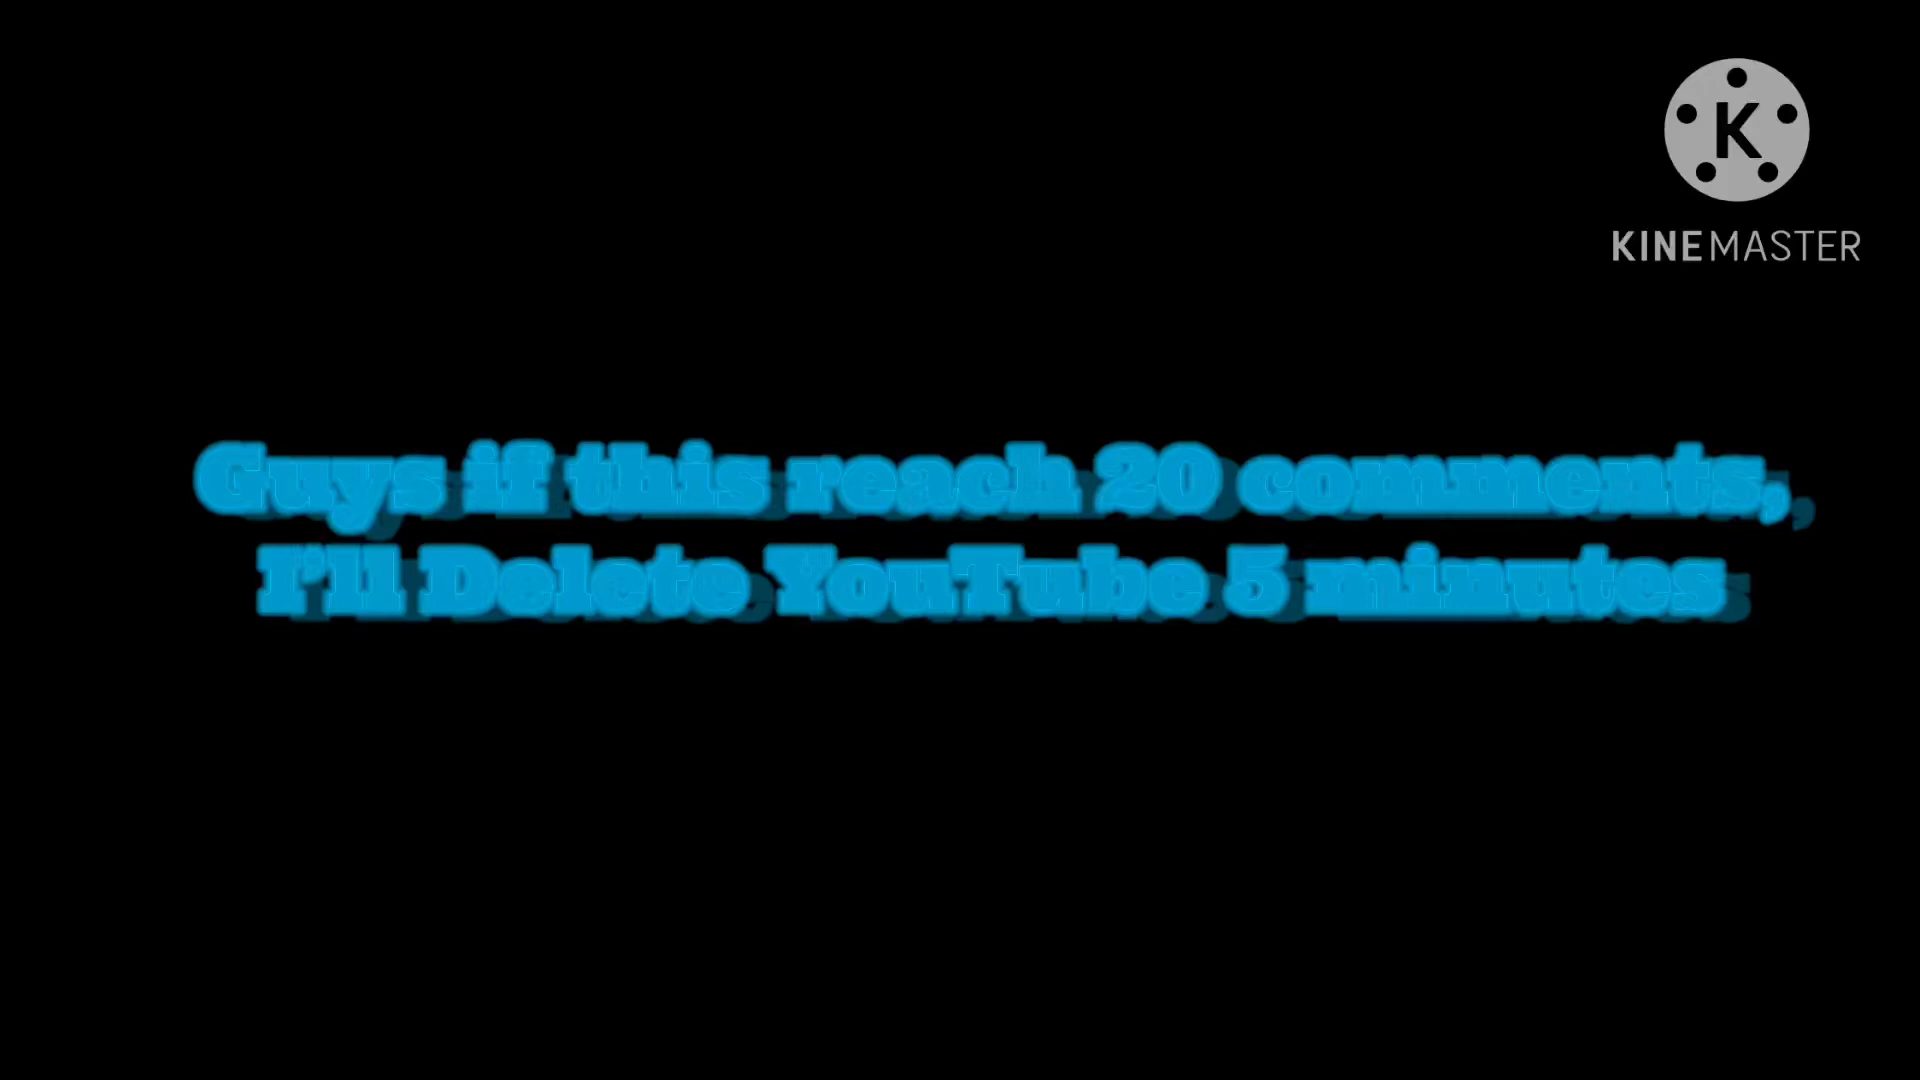 K
KINEMASTER
Guys if this reach 20 comments,
I'll Delete YouTube 5 minutes